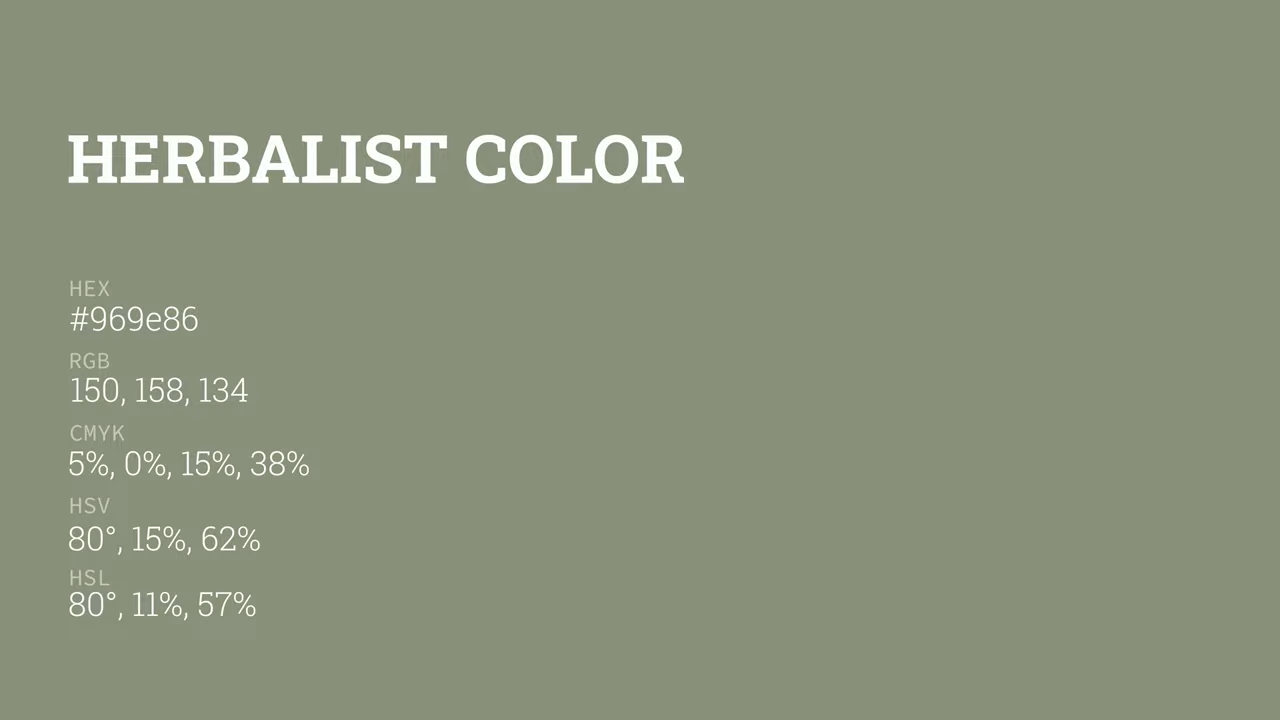 HERBALIST COLOR
HEX
#969e86
RGB
150, 158, 134
CMYK
5%, 0%, 15%, 38%
HSV
80°, 15%, 62%
HSL
80°, 11%, 57%